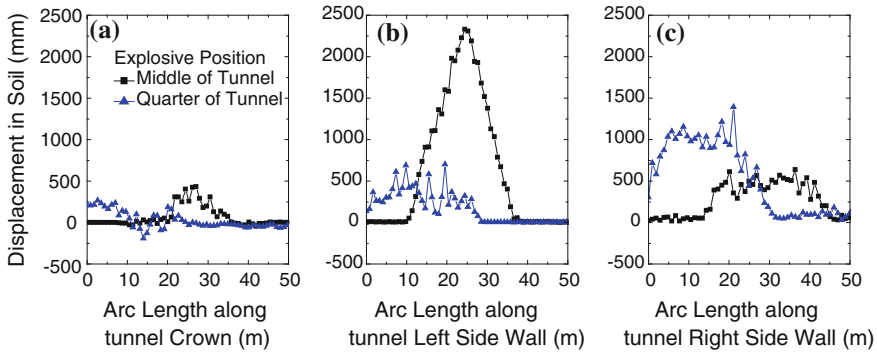 (a)
(b)
(c)
Explosive Position
Middle of Tunnel
Quarter of Tunnel
Displacement in Soil (mm)
2500
2000
1500
1000
500
0
-500
2500
2000
1500
1000
500
0
-500
2500
2000
1500
1000
500
0
-500
0 10 20 30 40 50
0 10 20 30 40 50
0 10 20 30 40 50
Arc Length along
tunnel Crown (m)
Arc Length along
tunnel Left Side Wall (m)
Arc Length along
tunnel Right Side Wall (m)